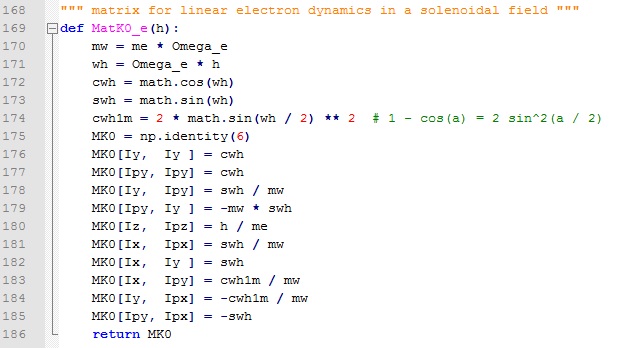 168 """ matrix for linear electron dynamics in a solenoidal field """
169 def MatK0_e(h):
170     mw = me * Omega_e
171     wh = Omega_e * h
172     cwh = math.cos(wh)
173     swh = math.sin(wh)
174     cwh1m = 2 * math.sin(wh / 2) ** 2  # 1 - cos(a) = 2 sin^2(a / 2)
175     MK0 = np.identity(6)
176     MK0[Iy,  Iy ] = cwh
177     MK0[Ipy, Ipy] = cwh
178     MK0[Iy,  Ipy] = swh / mw
179     MK0[Ipy, Iy ] = -mw * swh
180     MK0[Iz,  Ipz] = h / me
181     MK0[Ix,  Ipx] = swh / mw
182     MK0[Ix,  Iy ] = swh
183     MK0[Ix,  Ipy] = cwh1m / mw
184     MK0[Iy,  Ipx] = -cwh1m / mw
185     MK0[Ipy, Ipx] = -swh
186     return MK0